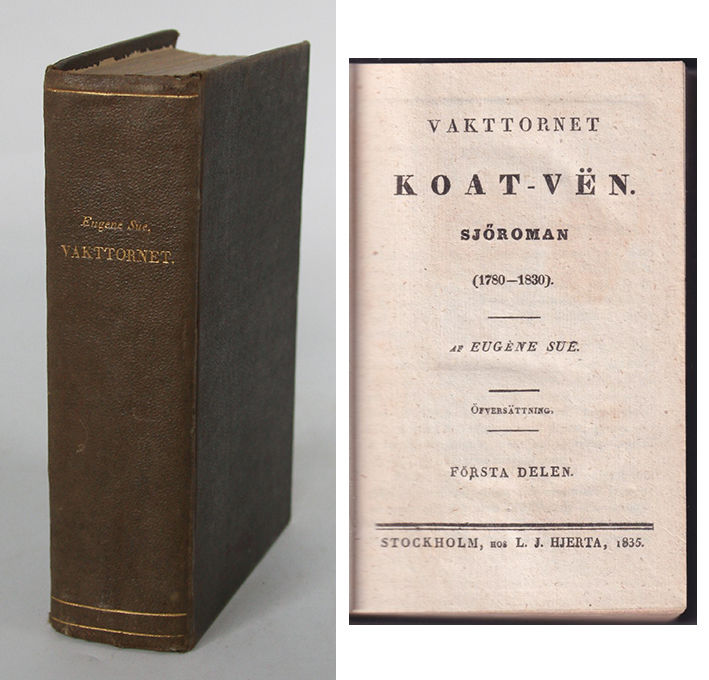 Eugene Sue.
VAKTTORNET.
VAKTTORNET
KOAT-VËN.
SJÖROMAN
(1780—1830).
AF EUGÈNE SUE.
ÖFVERSÄTTNING.
FÖRSTA DELEN.
STOCKHOLM, HOS L. J. HJERTA, 1835.